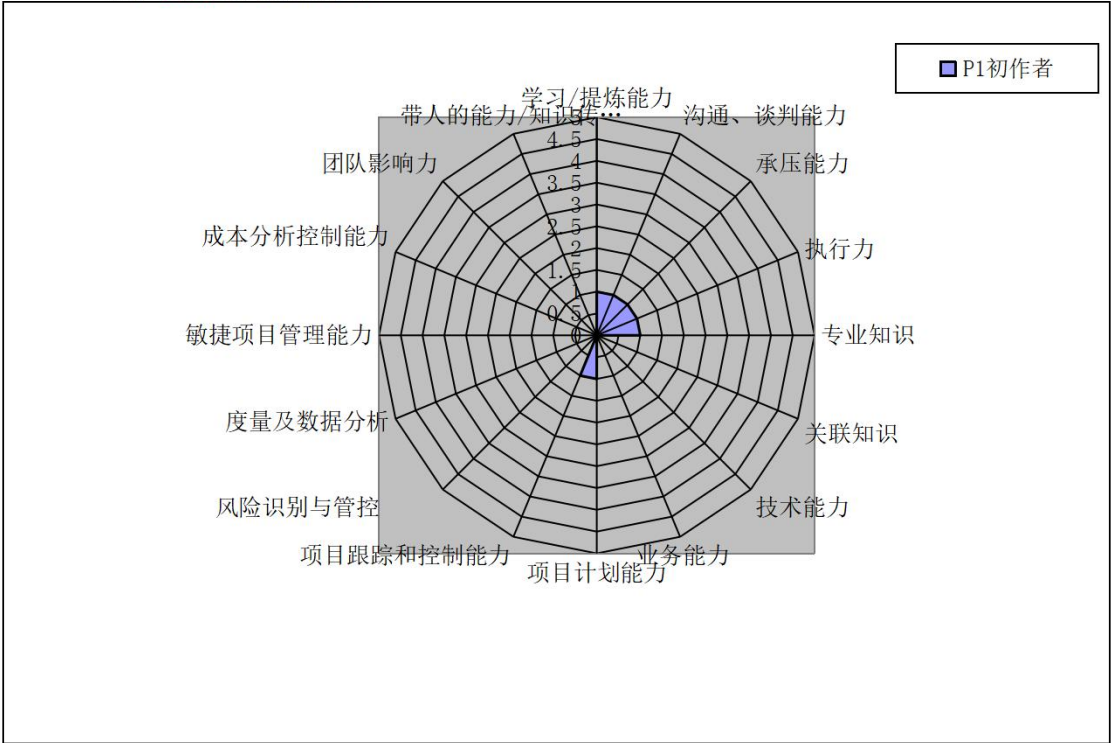 P1初作者
学习/提炼能力
沟通、谈判能力
承压能力
执行力
专业知识
关联知识
技术能力
业务能力
项目计划能力
项目跟踪和控制能力
风险识别与管控
度量及数据分析
敏捷项目管理能力
成本分析控制能力
团队影响力
带人的能力/知识传…
5
4.5
4
3.5
3
2.5
2
1.5
1
0.5
0